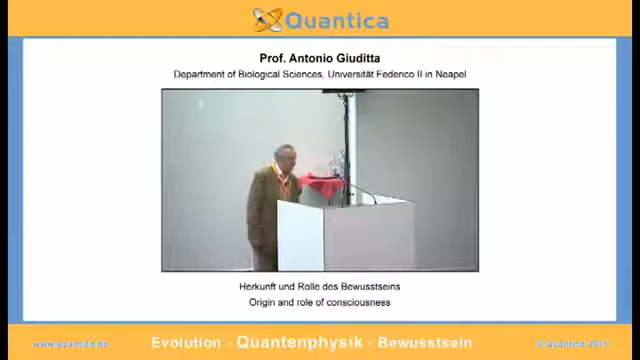 Quantica
Prof. Antonio Giuditta
Department of Biological Sciences, Universität Federico II in Neapel
Herkunft und Rolle des Bewusstseins
Origin and role of consciousness
www.quantica.de Evolution - Quantenphysik - Bewusstsein © Quantica 2011